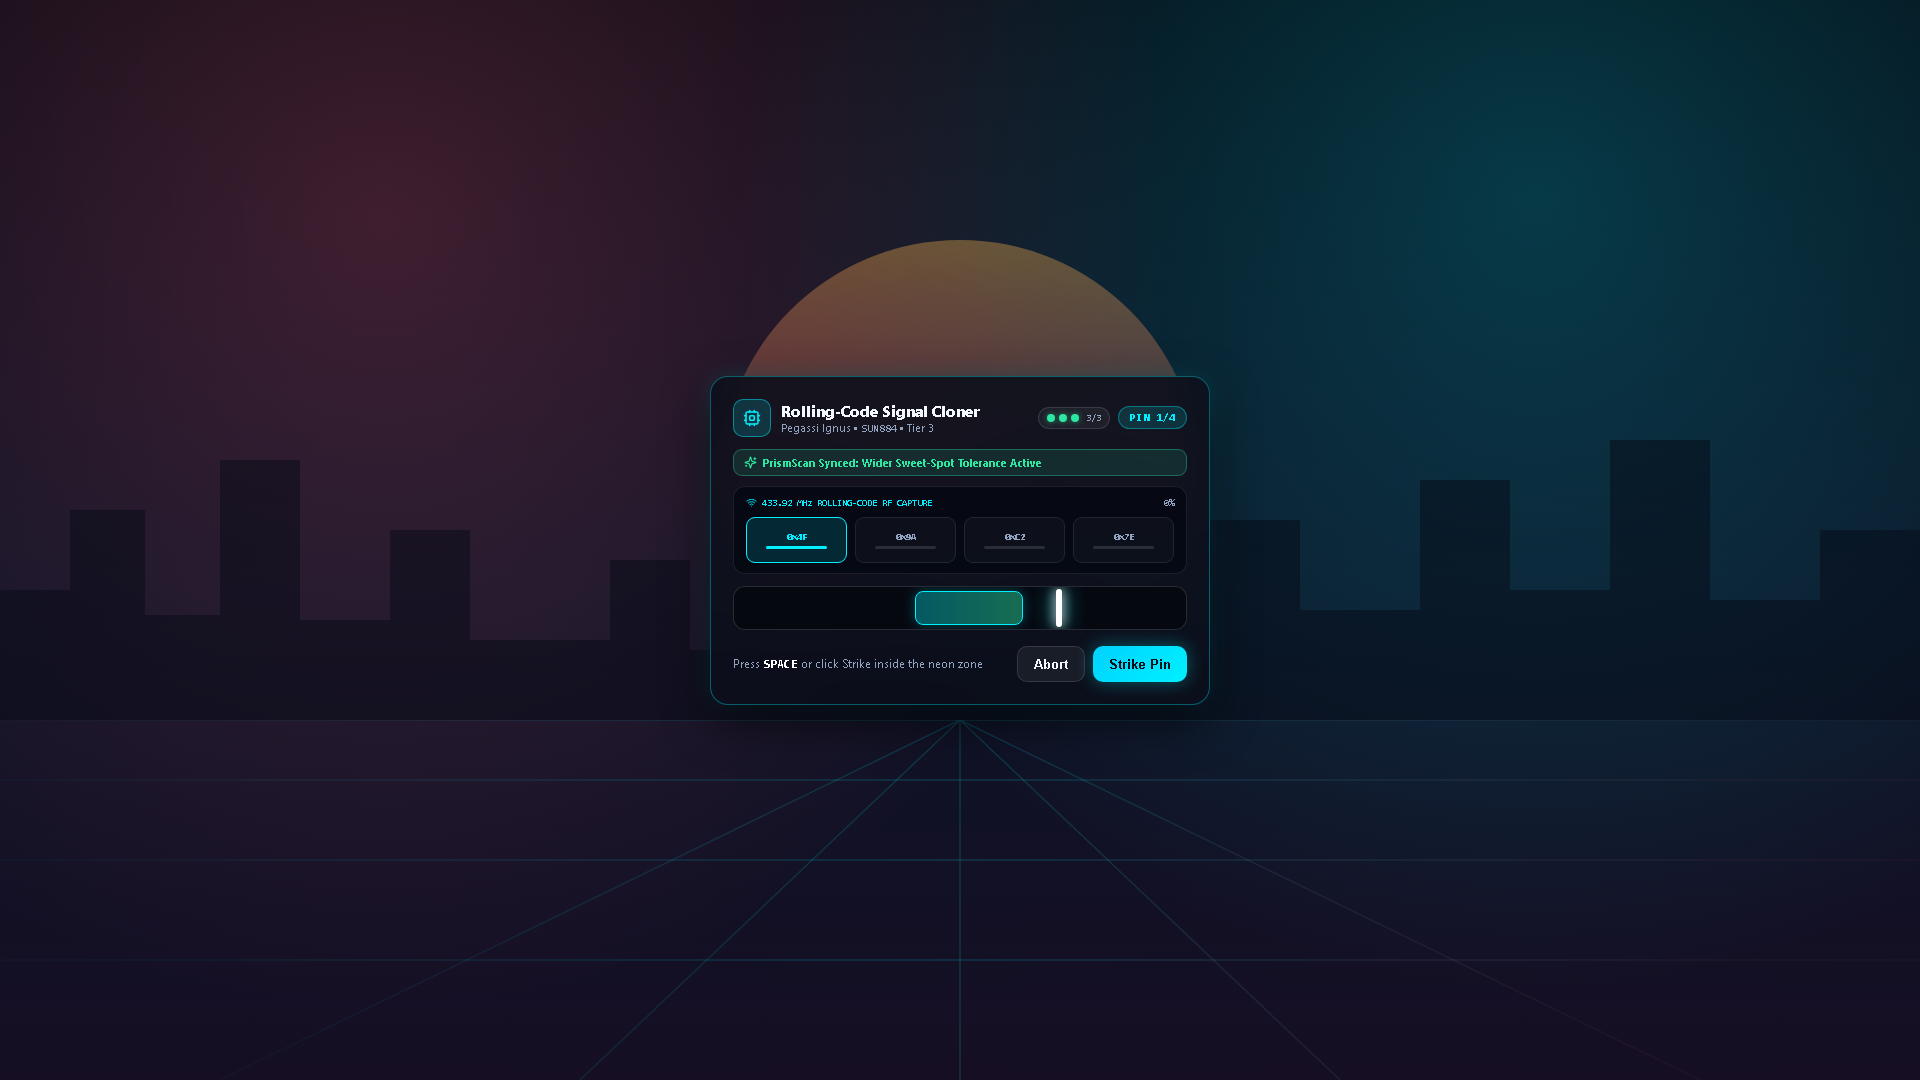 Rolling-Code Signal Cloner
Pegassi Ignus • SUN884 • Tier 3
3/3
PIN 1/4
PrismScan Synced: Wider Sweet-Spot Tolerance Active
433.92 MHz ROLLING-CODE RF CAPTURE
0%
0x4F
0x9A
0xC2
0x7E
Press SPACE or click Strike inside the neon zone
Abort
Strike Pin